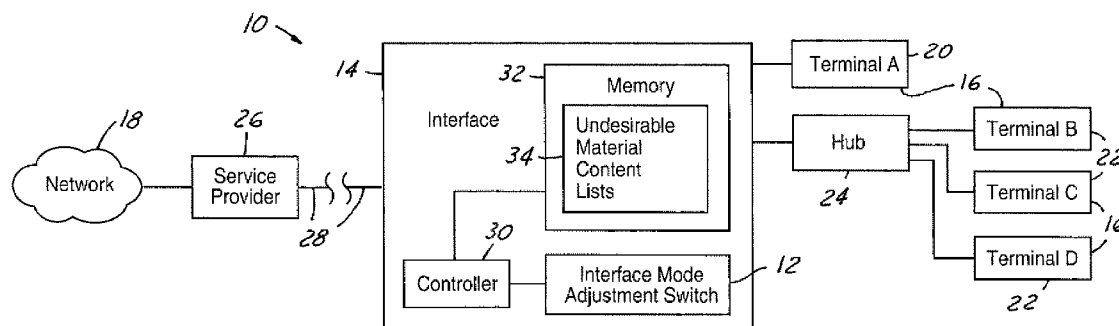 10
14
32
Memory
Interface
34
Undesirable
Material
Content
Lists
18
Network
26
Service
Provider
28
30
Controller
12
Interface Mode
Adjustment Switch
20
Terminal A
16
Hub
24
Terminal B
22
Terminal C
22
16
Terminal D
22